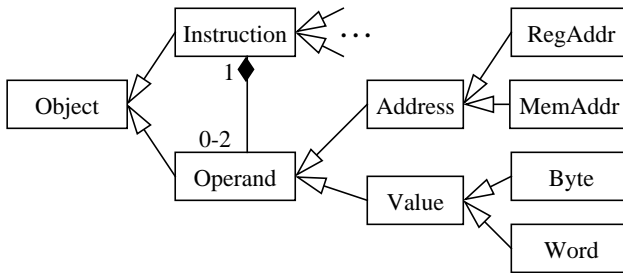 Instruction
...
RegAddr
1
Object
Address
MemAddr
0-2
Operand
Byte
Value
Word